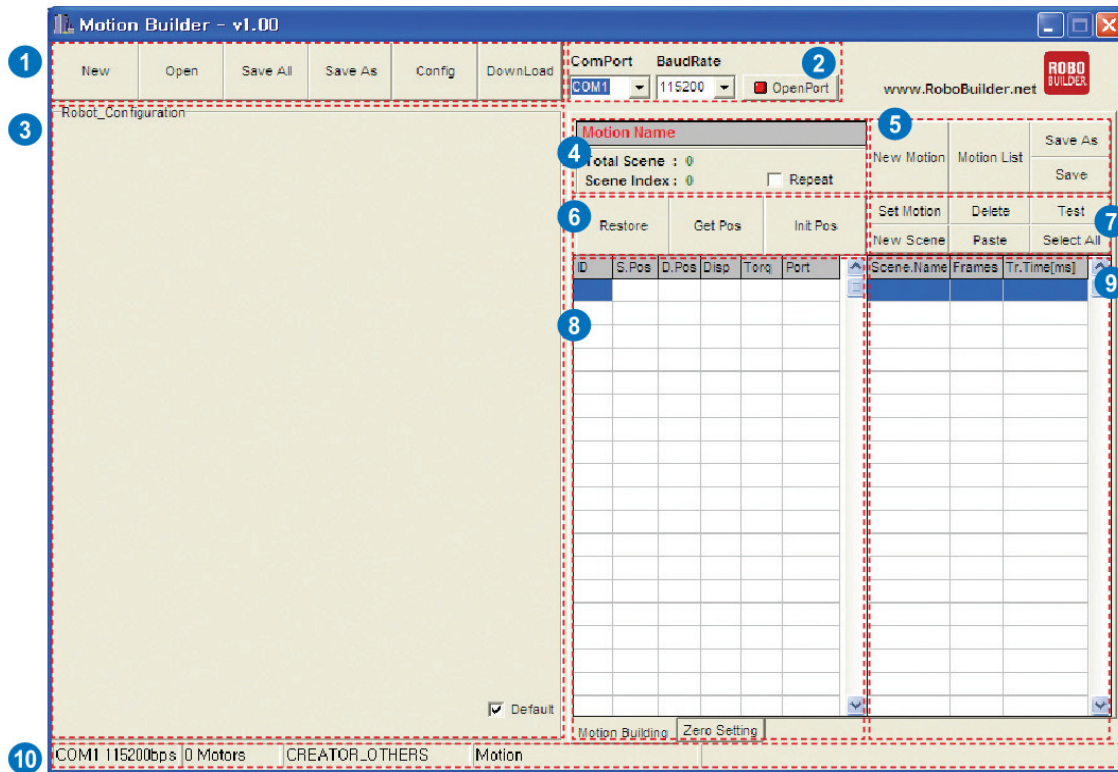 Motion Builder - v1.00
1
New Open Save All Save As Config DownLoad
ComPort BaudRate
2
COM1 115200 OpenPort
www.RoboBuilder.net
ROBO
BUILDER
3
Robot_Configuration
Default
4
Motion Name
Total Scene : 0
Scene Index : 0 Repeat
5
New Motion Motion List Save As
Save
6
Restore Get Pos Init Pos
7
Set Motion Delete Test
New Scene Paste Select All
8
ID S.Pos D.Pos Disp Torq Port
9
Scene.Name Frames Tr.Time[ms]
Motion Building Zero Setting
10
COM1 115200bps 0 Motors CREATOR_OTHERS Motion